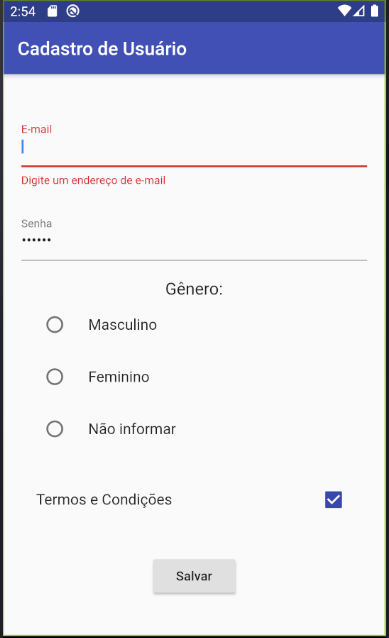 2:54
Cadastro de Usuário
E-mail
Digite um endereço de e-mail
Senha
••••••
Gênero:
Masculino
Feminino
Não informar
Termos e Condições
Salvar